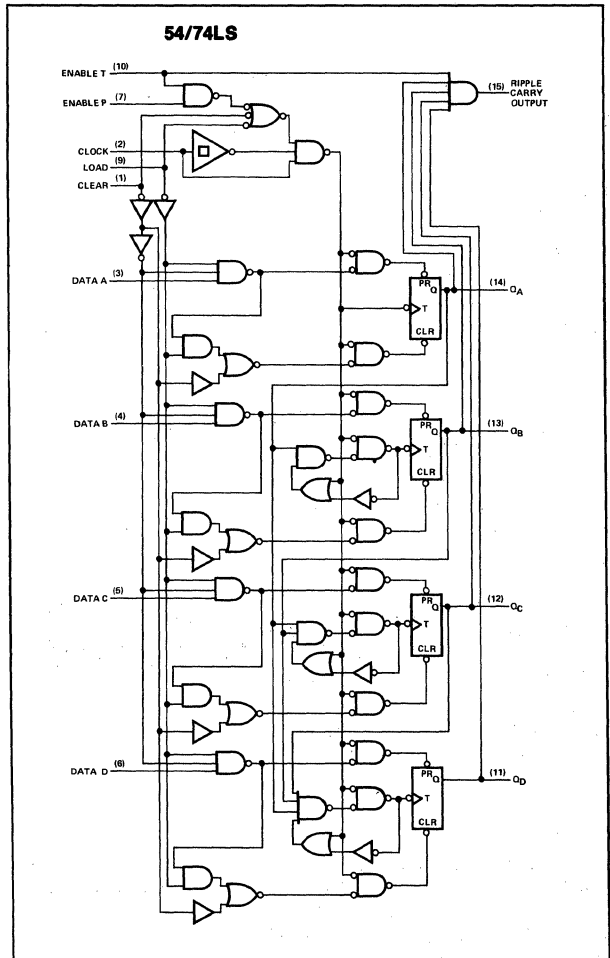 54/74LS
ENABLE T (10)
(15) RIPPLE CARRY OUTPUT
ENABLE P (7)
CLOCK (2)
LOAD (9)
CLEAR (1)
DATA A (3)
PR Q (14) QA
T
CLR
DATA B (4)
PR Q (13) QB
T
CLR
DATA C (5)
PR Q (12) QC
T
CLR
DATA D (6)
PR Q (11) QD
T
CLR